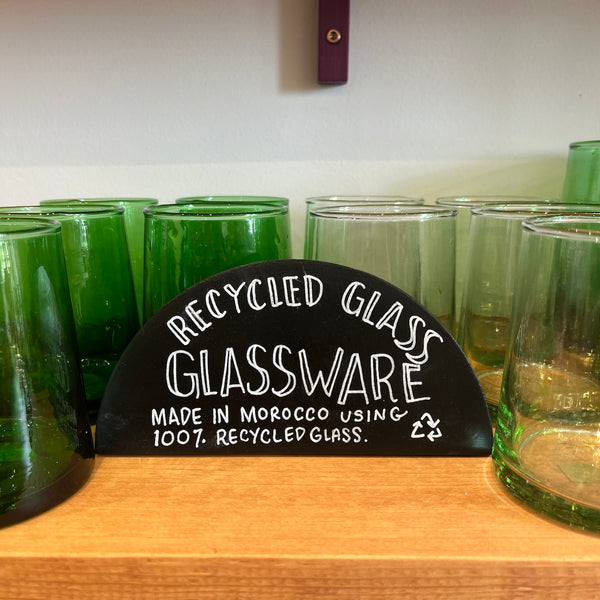 RECYCLED GLASS
GLASSWARE
MADE IN MOROCCO USING
100% RECYCLED GLASS.